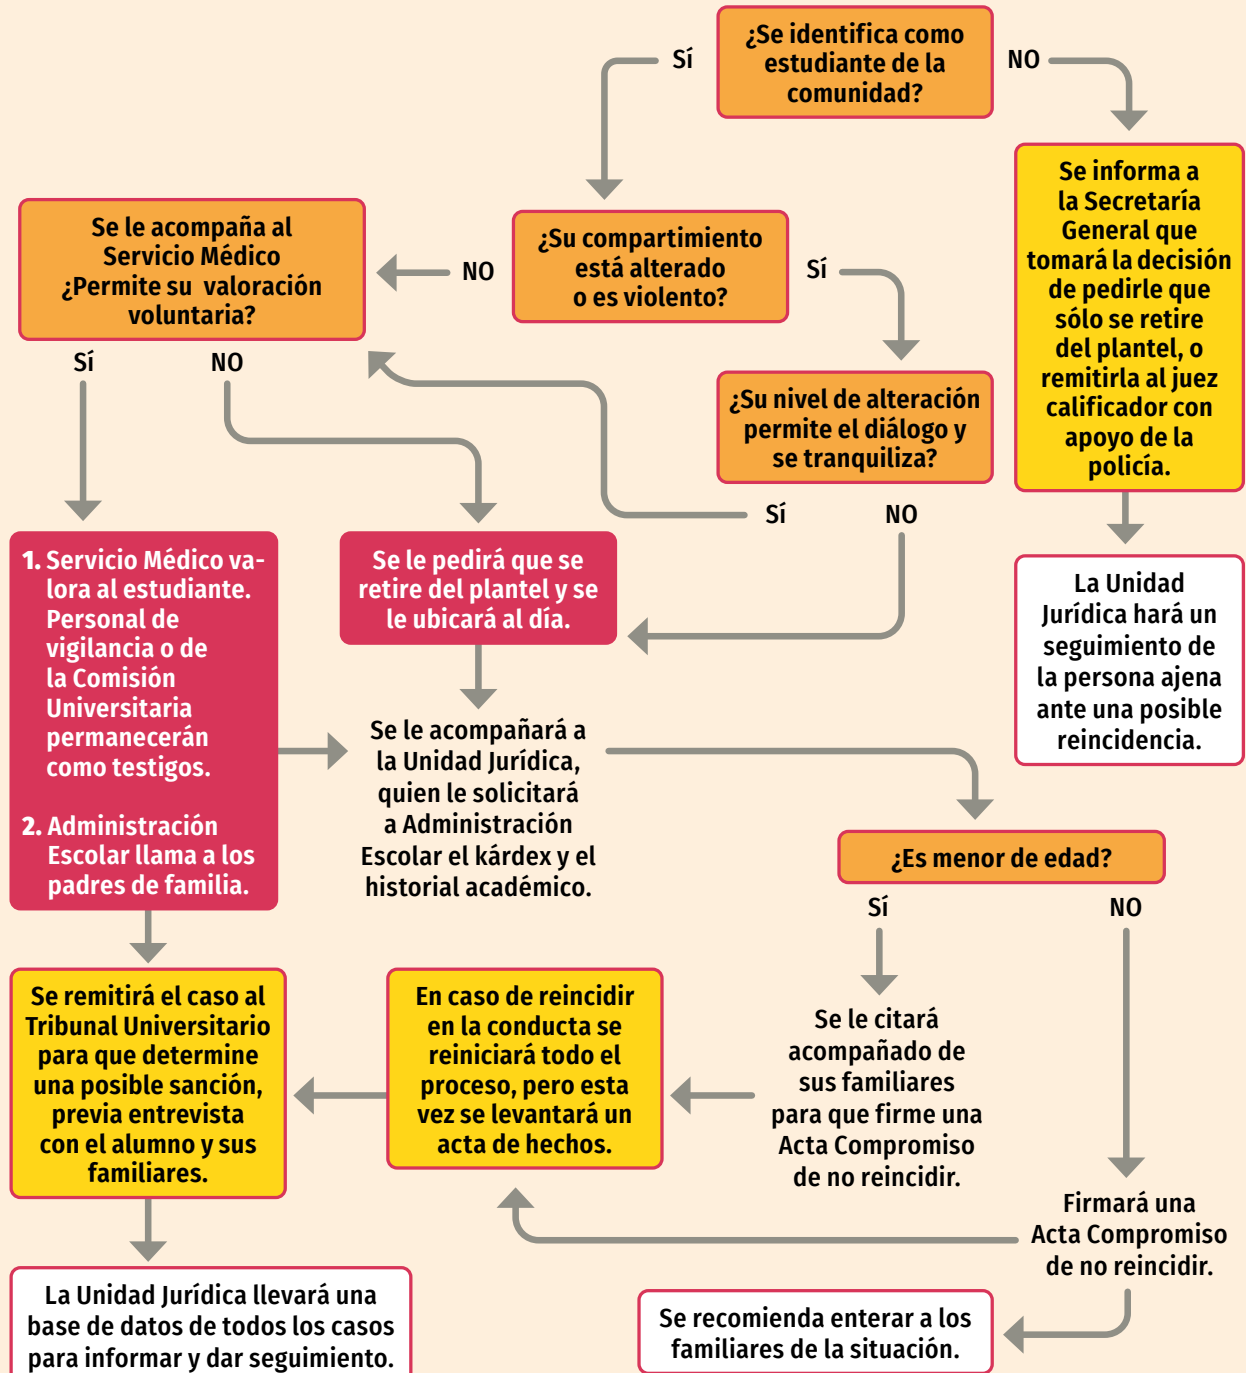 ¿Se identifica como
estudiante de la
comunidad?
Sí
NO
Se informa a
la Secretaría
General que
tomará la decisión
de pedirle que
sólo se retire
del plantel, o
remitirla al juez
calificador con
apoyo de la
policía.
La Unidad
Jurídica hará un
seguimiento de
la persona ajena
ante una posible
reincidencia.
¿Su compartimiento
está alterado
o es violento?
NO
Sí
Se le acompaña al
Servicio Médico
¿Permite su valoración
voluntaria?
Sí
NO
¿Su nivel de alteración
permite el diálogo y
se tranquiliza?
Sí
NO
1. Servicio Médico va-
lora al estudiante.
Personal de
vigilancia o de
la Comisión
Universitaria
permanecerán
como testigos.
2. Administración
Escolar llama a los
padres de familia.
Se le pedirá que se
retire del plantel y se
le ubicará al día.
Se le acompañará a
la Unidad Jurídica,
quien le solicitará
a Administración
Escolar el kárdex y el
historial académico.
¿Es menor de edad?
Sí
NO
Se le citará
acompañado de
sus familiares
para que firme una
Acta Compromiso
de no reincidir.
Firmará una
Acta Compromiso
de no reincidir.
Se recomienda enterar a los
familiares de la situación.
En caso de reincidir
en la conducta se
reiniciará todo el
proceso, pero esta
vez se levantará un
acta de hechos.
Se remitirá el caso al
Tribunal Universitario
para que determine
una posible sanción,
previa entrevista
con el alumno y sus
familiares.
La Unidad Jurídica llevará una
base de datos de todos los casos
para informar y dar seguimiento.